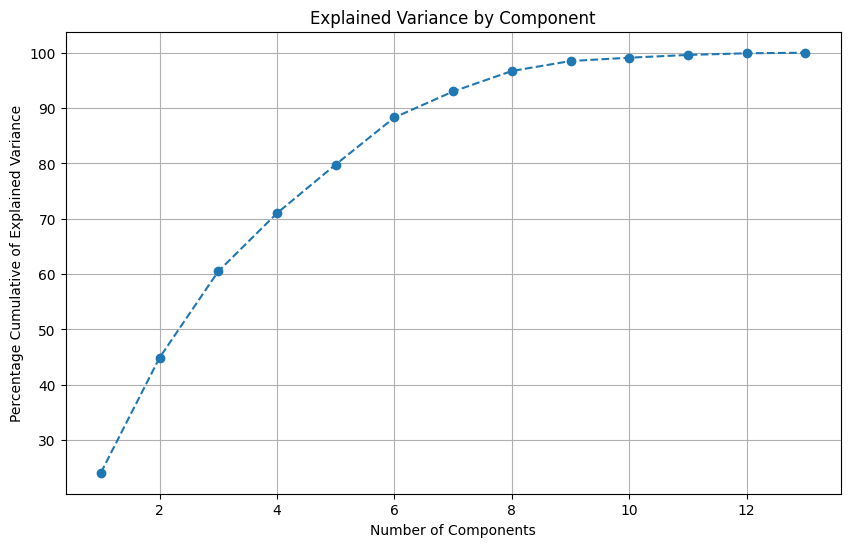 Explained Variance by Component
Percentage Cumulative of Explained Variance
100
90
80
70
60
50
40
30
2 4 6 8 10 12
Number of Components